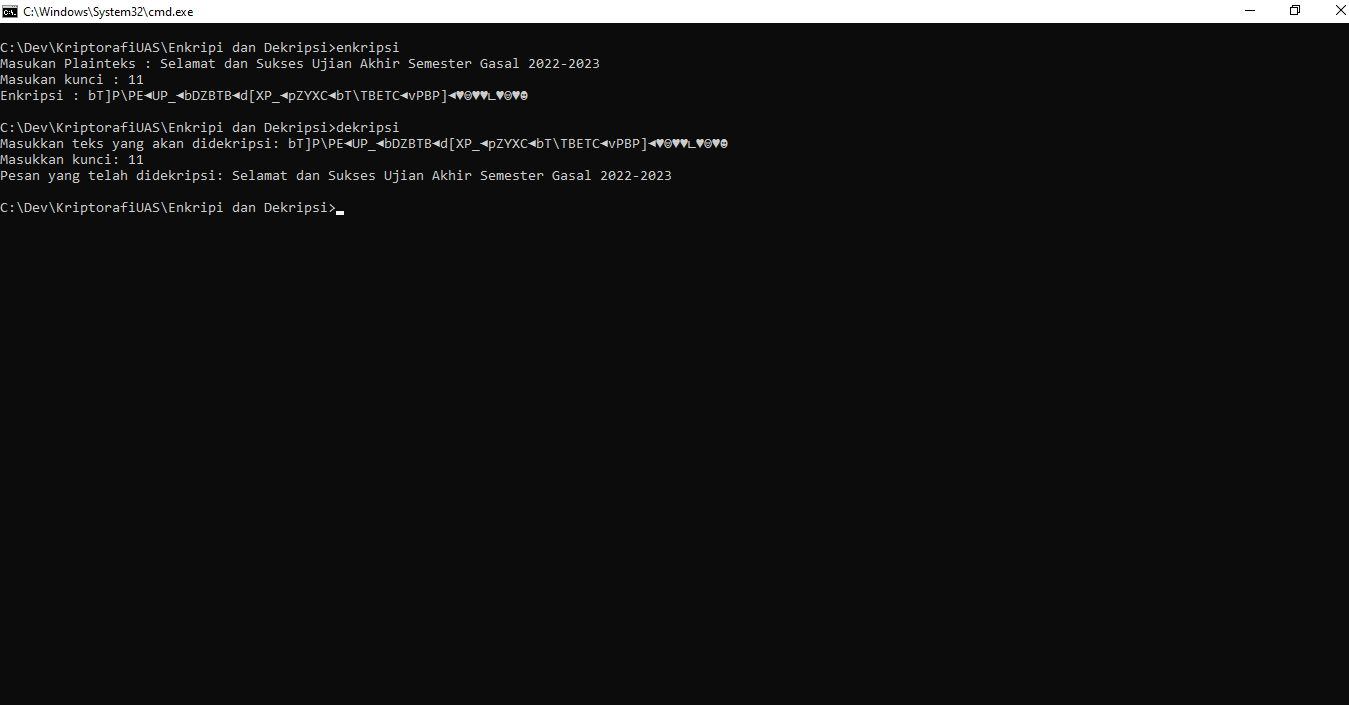 C:\Windows\System32\cmd.exe
C:\Dev\KriptorafiUAS\Enkripi dan Dekripsi>enkripsi
Masukan Plainteks : Selamat dan Sukses Ujian Akhir Semester Gasal 2022-2023
Masukan kunci : 11
Enkripsi : bT]P\PE◄UP_◄bDZBTB◄d[XP_◄pZYXC◄bT\TBETC◄vPBP]◄♥☺♥♥∟♥☺♥☻
C:\Dev\KriptorafiUAS\Enkripi dan Dekripsi>dekripsi
Masukkan teks yang akan didekripsi: bT]P\PE◄UP_◄bDZBTB◄d[XP_◄pZYXC◄bT\TBETC◄vPBP]◄♥☺♥♥∟♥☺♥☻
Masukkan kunci: 11
Pesan yang telah didekripsi: Selamat dan Sukses Ujian Akhir Semester Gasal 2022-2023
C:\Dev\KriptorafiUAS\Enkripi dan Dekripsi>